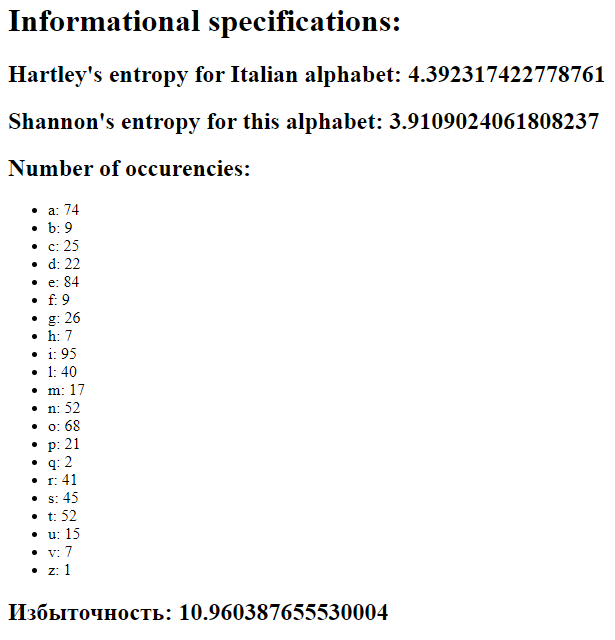 Informational specifications:
Hartley's entropy for Italian alphabet: 4.392317422778761
Shannon's entropy for this alphabet: 3.9109024061808237
Number of occurencies:
• a: 74
• b: 9
• c: 25
• d: 22
• e: 84
• f: 9
• g: 26
• h: 7
• i: 95
• l: 40
• m: 17
• n: 52
• o: 68
• p: 21
• q: 2
• r: 41
• s: 45
• t: 52
• u: 15
• v: 7
• z: 1
Избыточность: 10.960387655530004